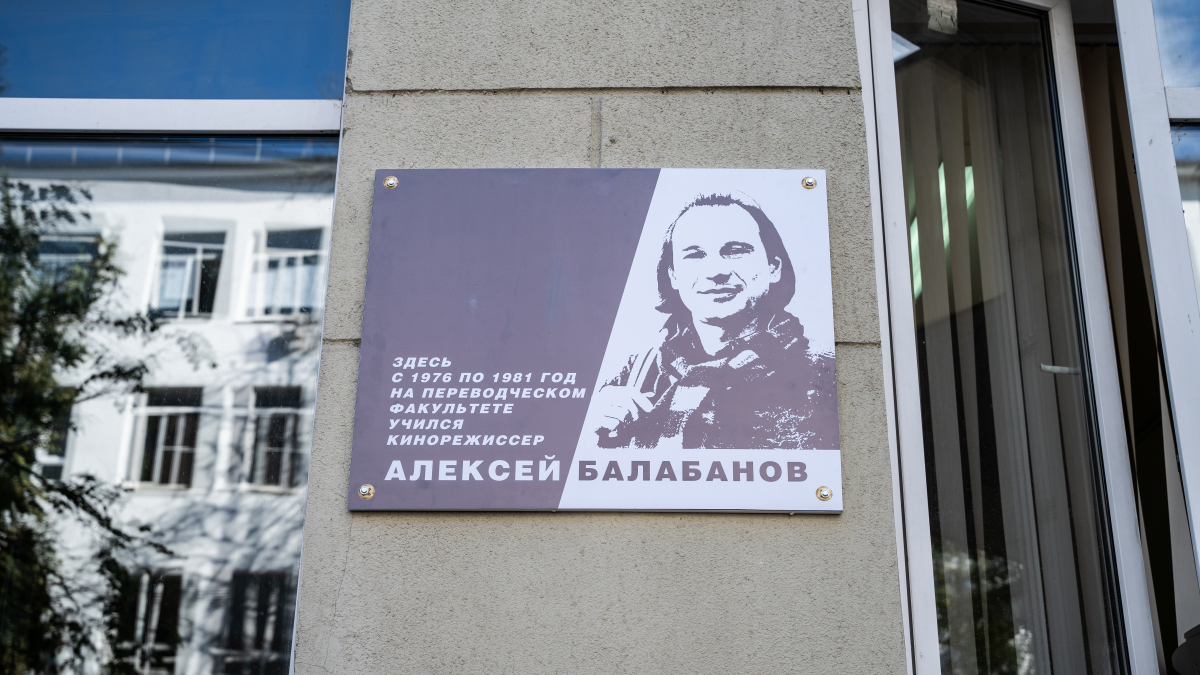 ЗДЕСЬ
С 1976 ПО 1981 ГОД
НА ПЕРЕВОДЧЕСКОМ
ФАКУЛЬТЕТЕ
УЧИЛСЯ
КИНОРЕЖИССЕР
АЛЕКСЕЙ БАЛАБАНОВ